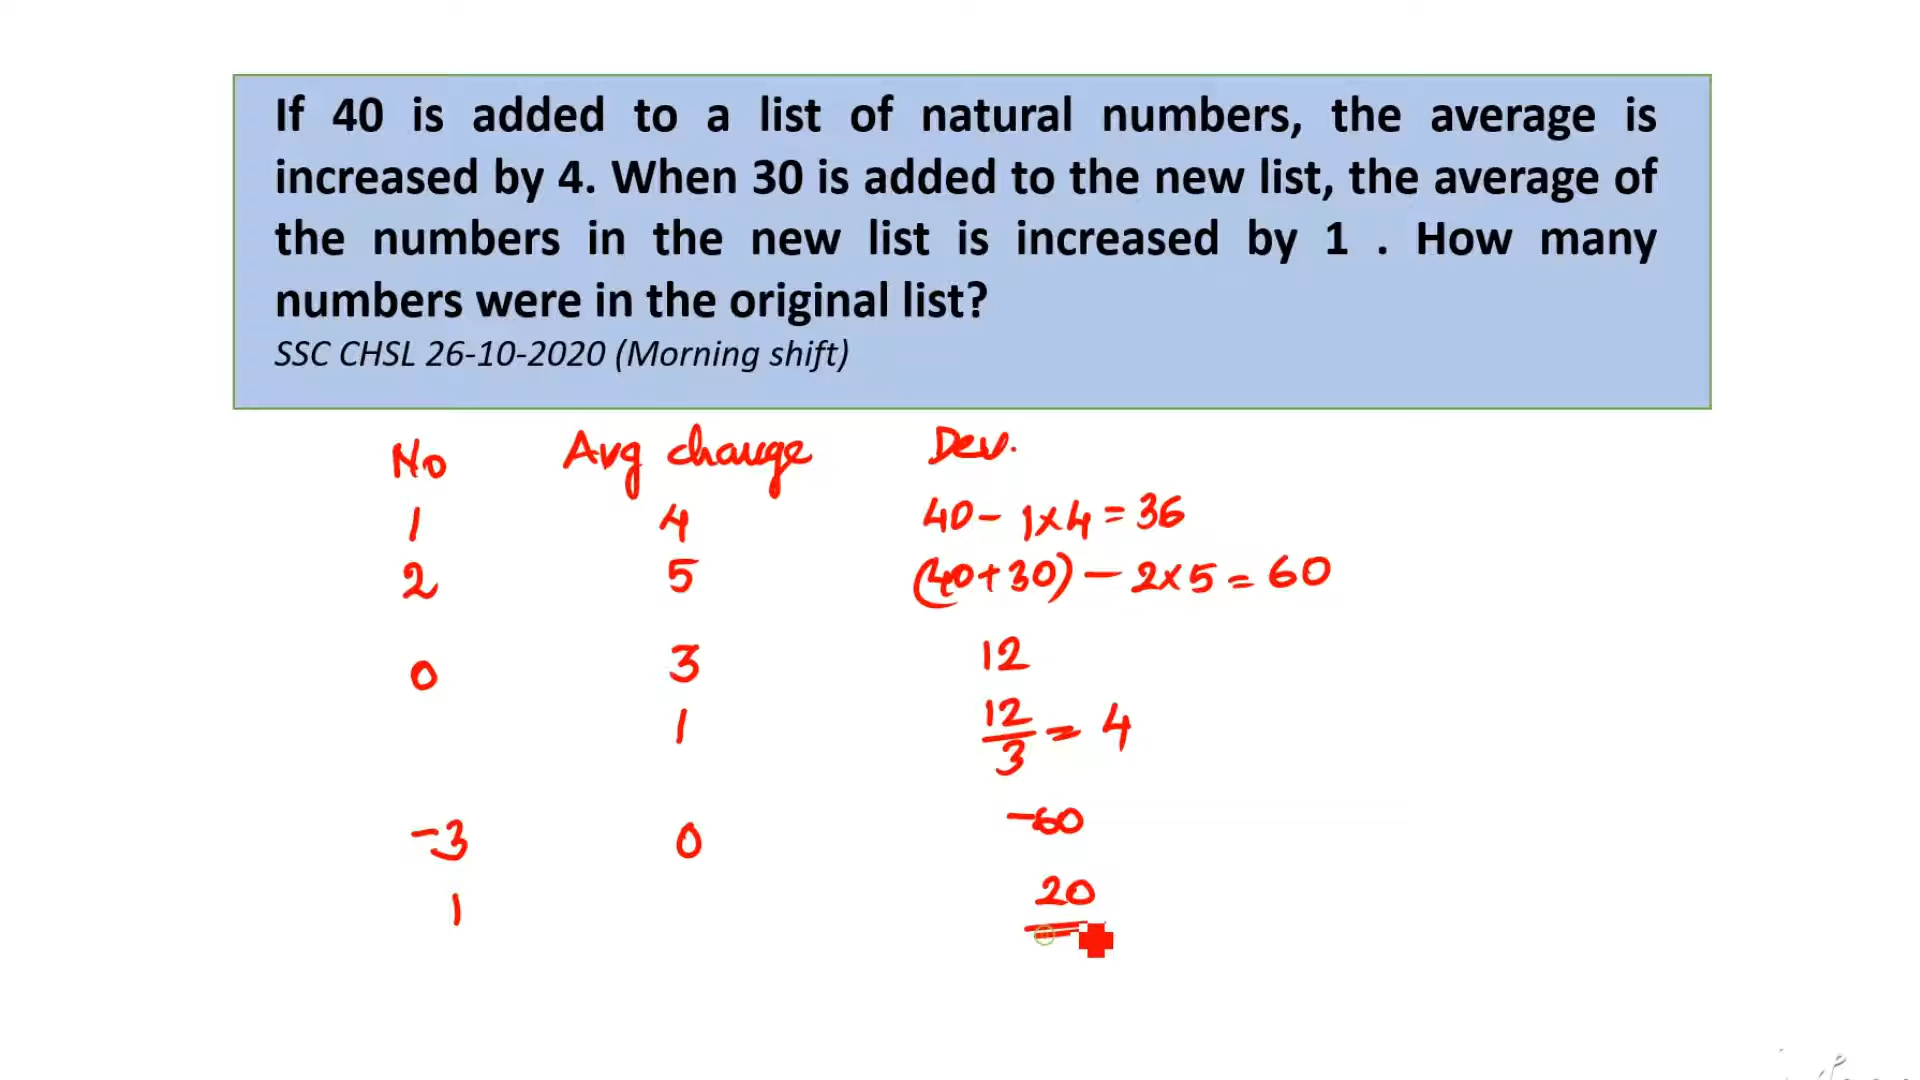 If 40 is added to a list of natural numbers, the average is
increased by 4. When 30 is added to the new list, the average of
the numbers in the new list is increased by 1 . How many
numbers were in the original list?
SSC CHSL 26-10-2020 (Morning shift)
No Avg change Dev.
1 4 40 - 1x4 = 36
2 5 (40+30) - 2x5 = 60
0 3 12
1 12/3 = 4
-3 0 -60
1 20